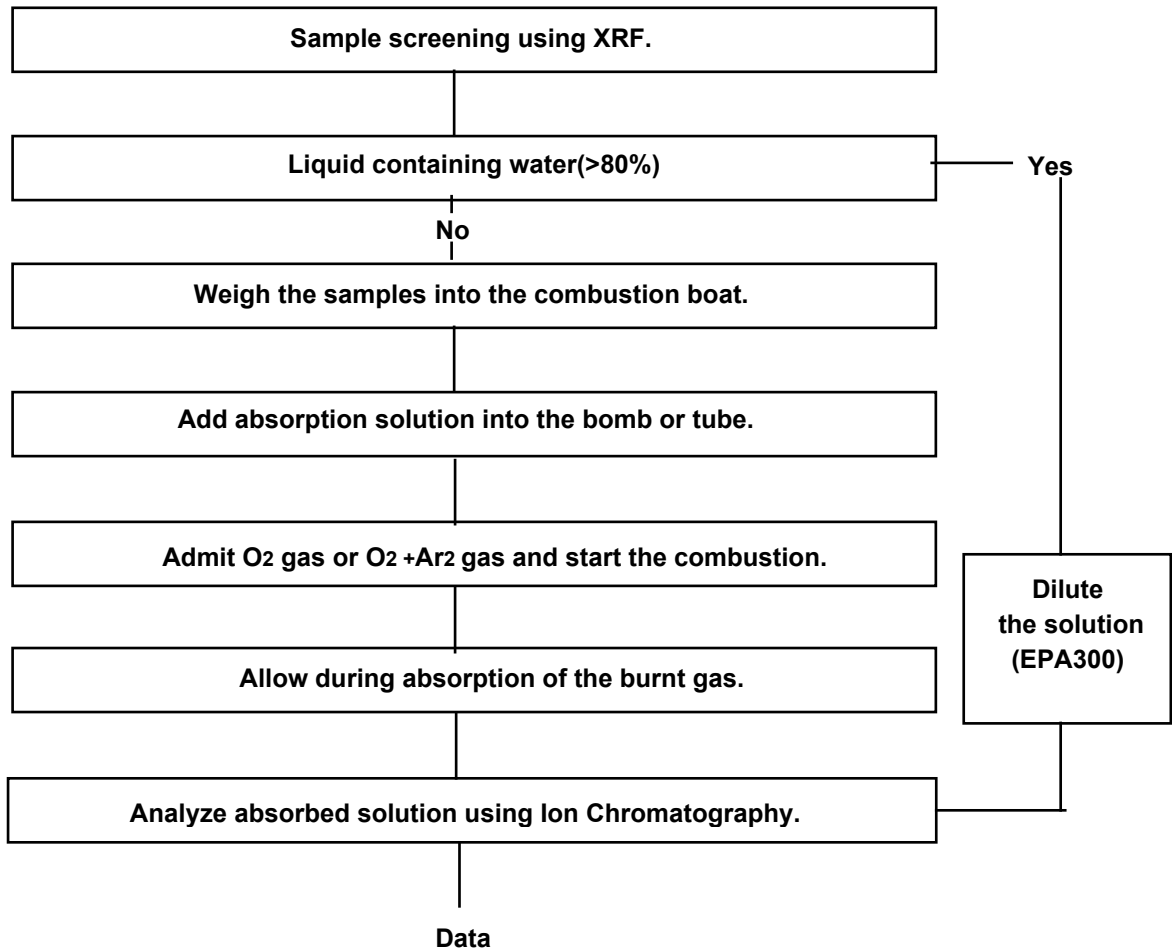 Sample screening using XRF.
Liquid containing water(>80%)
Yes
No
Weigh the samples into the combustion boat.
Add absorption solution into the bomb or tube.
Admit O2 gas or O2 +Ar2 gas and start the combustion.
Dilute
the solution
(EPA300)
Allow during absorption of the burnt gas.
Analyze absorbed solution using Ion Chromatography.
Data